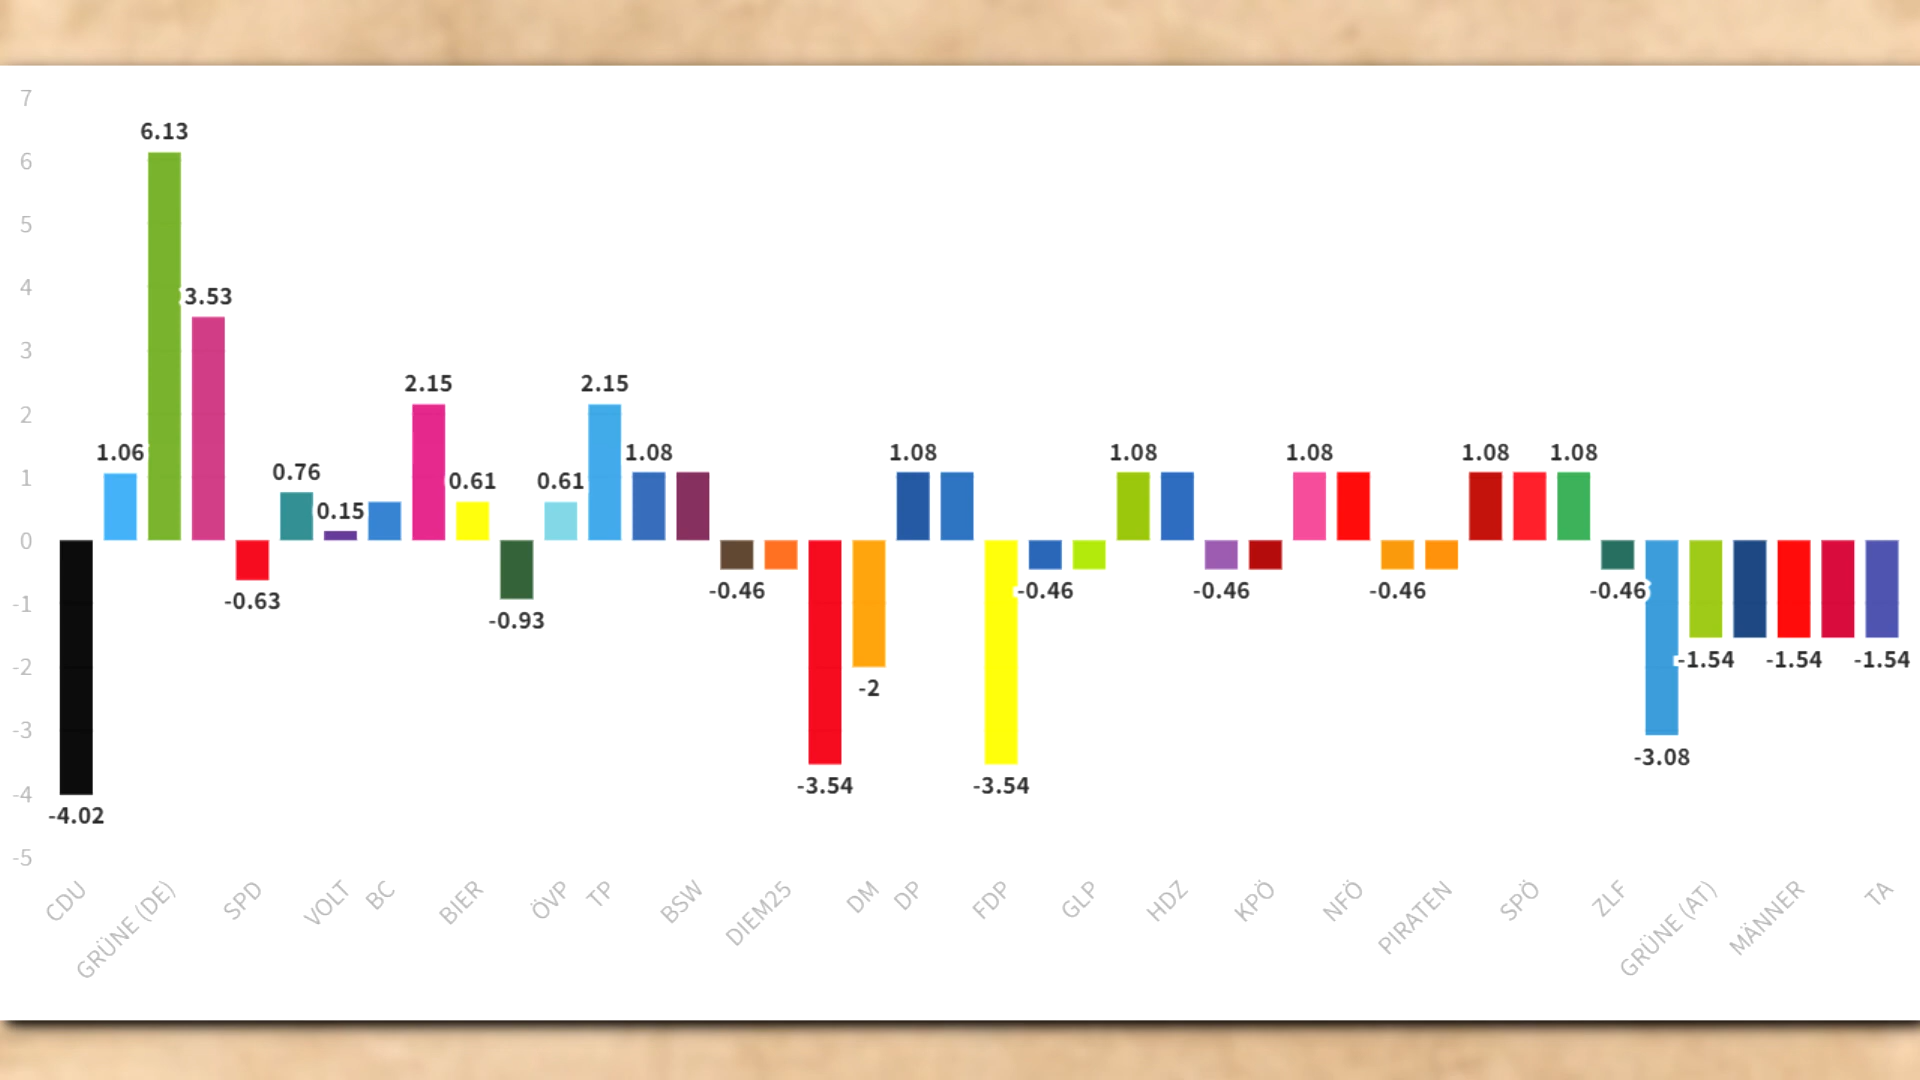 7
6
5
4
3
2
1
0
-1
-2
-3
-4
-5
-4.02
1.06
6.13
3.53
-0.63
0.76
0.15
2.15
0.61
-0.93
0.61
2.15
1.08
-0.46
-3.54
-2
1.08
-3.54
-0.46
1.08
-0.46
1.08
-0.46
1.08
1.08
-0.46
-3.08
-1.54
-1.54
-1.54
CDU
GRÜNE (DE)
SPD
VOLT
BC
BIER
ÖVP
TP
BSW
DIEM25
DM
DP
FDP
GLP
HDZ
KPÖ
NFÖ
PIRATEN
SPÖ
ZLF
GRÜNE (AT)
MÄNNER
TA